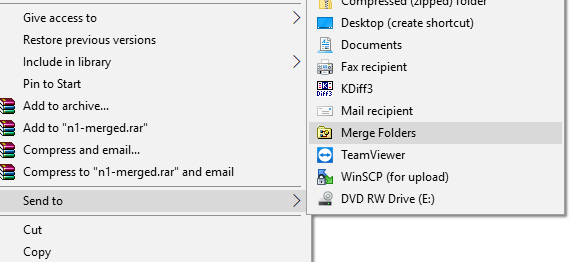 Give access to
Restore previous versions
Include in library
Pin to Start
Add to archive...
Add to "n1-merged.rar"
Compress and email...
Compress to "n1-merged.rar" and email
Send to
Cut
Copy
Compressed (zipped) folder
Desktop (create shortcut)
Documents
Fax recipient
KDiff3
Mail recipient
Merge Folders
TeamViewer
WinSCP (for upload)
DVD RW Drive (E:)